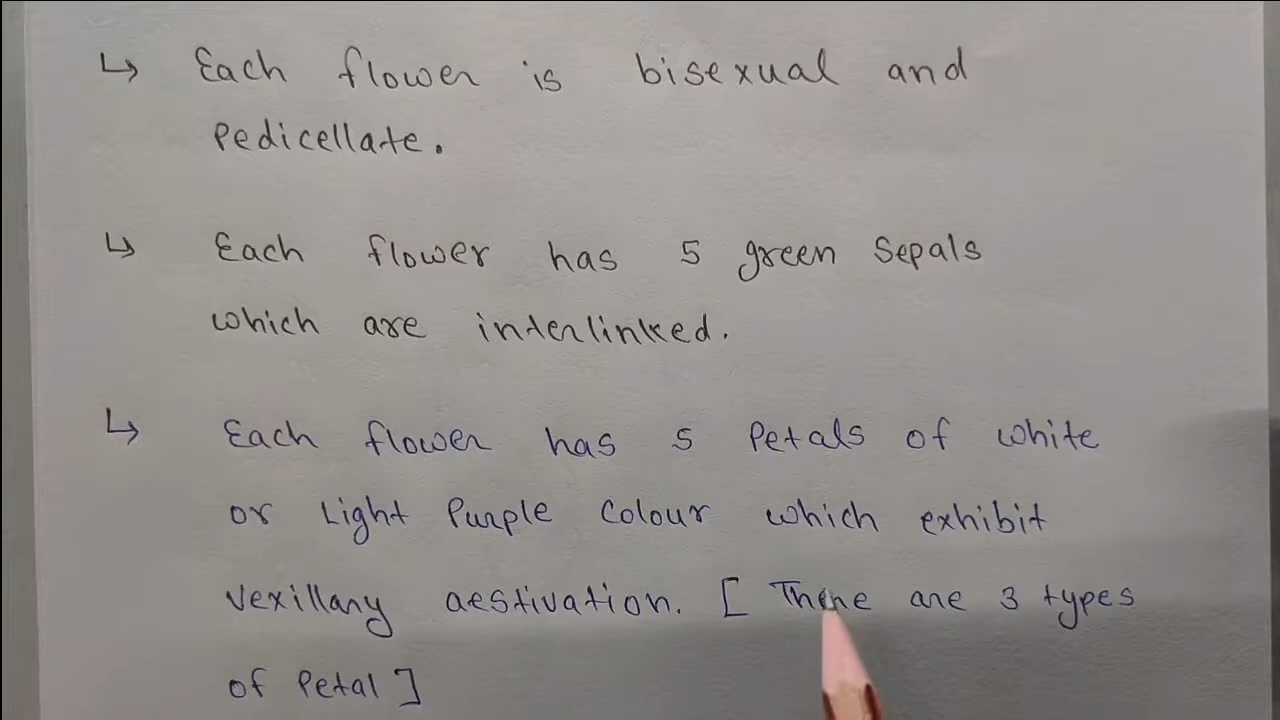 ↳ Each flower is bisexual and
Pedicellate.
↳ Each flower has 5 green Sepals
which are interlinked.
↳ Each flower has 5 Petals of white
or Light Purple Colour which exhibit
Vexillary aestivation. [ There are 3 types
of Petal ]